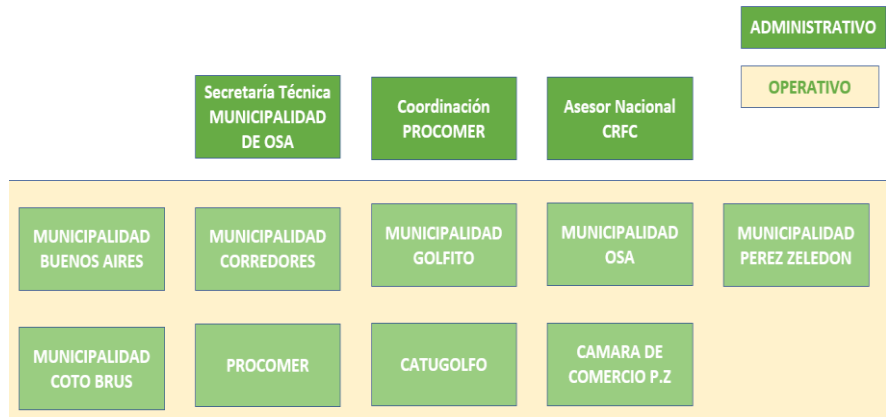 ADMINISTRATIVO
OPERATIVO
Secretaría Técnica
MUNICIPALIDAD
DE OSA
Coordinación
PROCOMER
Asesor Nacional
CRFC
MUNICIPALIDAD
BUENOS AIRES
MUNICIPALIDAD
CORREDORES
MUNICIPALIDAD
GOLFITO
MUNICIPALIDAD
OSA
MUNICIPALIDAD
PEREZ ZELEDON
MUNICIPALIDAD
COTO BRUS
PROCOMER
CATUGOLFO
CAMARA DE
COMERCIO P.Z